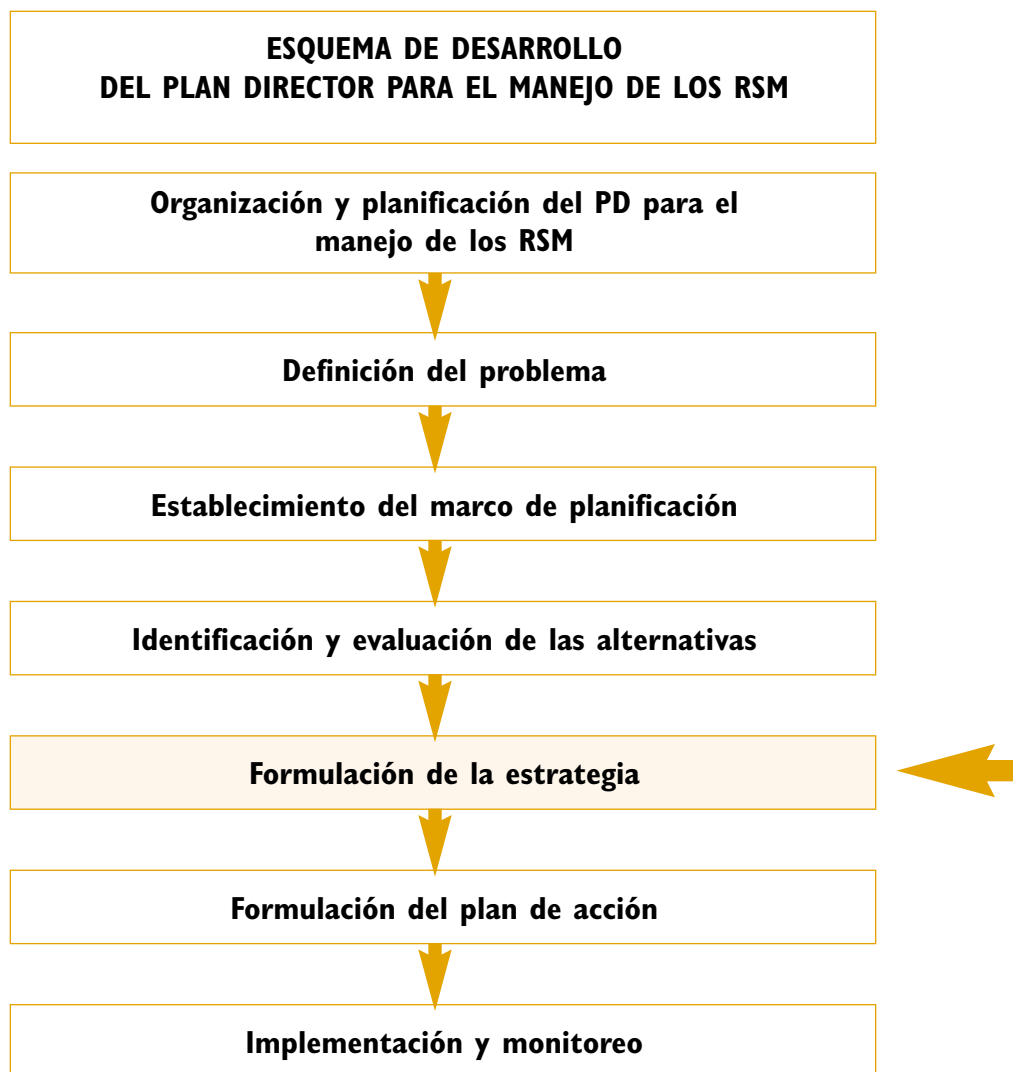 ESQUEMA DE DESARROLLO
DEL PLAN DIRECTOR PARA EL MANEJO DE LOS RSM
Organización y planificación del PD para el
manejo de los RSM
Definición del problema
Establecimiento del marco de planificación
Identificación y evaluación de las alternativas
Formulación de la estrategia
Formulación del plan de acción
Implementación y monitoreo